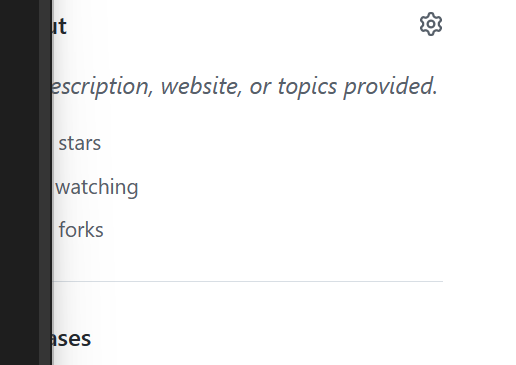 ut
escription, website, or topics provided.
stars
watching
forks
ases